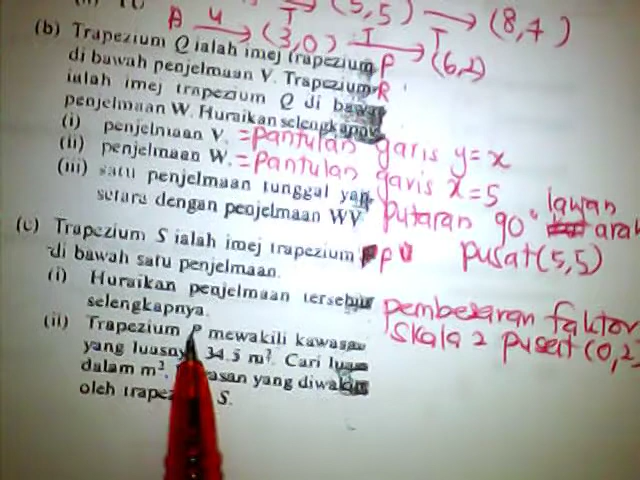 (5,5) → (8,7)
A U → (3,0) I → T (6,2)
(b) Trapezium Q ialah imej trapezium P
di bawah penjelmaan V. Trapezium R
ialah imej trapezium Q di bawah
penjelmaan W. Huraikan selengkapnya
(i) penjelmaan V. = pantulan garis y=x
(ii) penjelmaan W. = pantulan garis x=5
(iii) satu penjelmaan tunggal yang
setara dengan penjelmaan WV putaran 90° lawan arah
pusat (5,5)
(c) Trapezium S ialah imej trapezium P
di bawah satu penjelmaan.
(i) Huraikan penjelmaan tersebut
selengkapnya. pembesaran faktor
skala 2 pusat (0,2
(ii) Trapezium P mewakili kawasan
yang luasnya 34.5 m². Cari luas
dalam m², yang diwakili
oleh S.